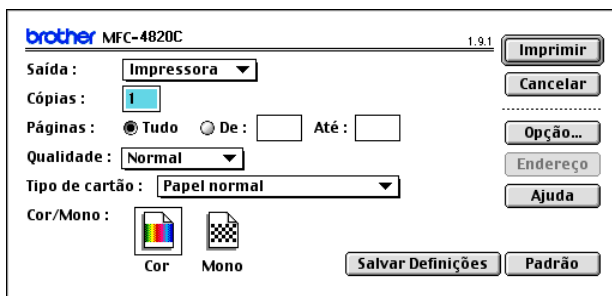 brother MFC-4820C 1.9.1 Imprimir
Saída : Impressora
Cancelar
Cópias : 1
Páginas : Tudo De : Até : Opção...
Qualidade : Normal Endereço
Tipo de cartão : Papel normal Ajuda
Cor/Mono :
Cor Mono Salvar Definições Padrão